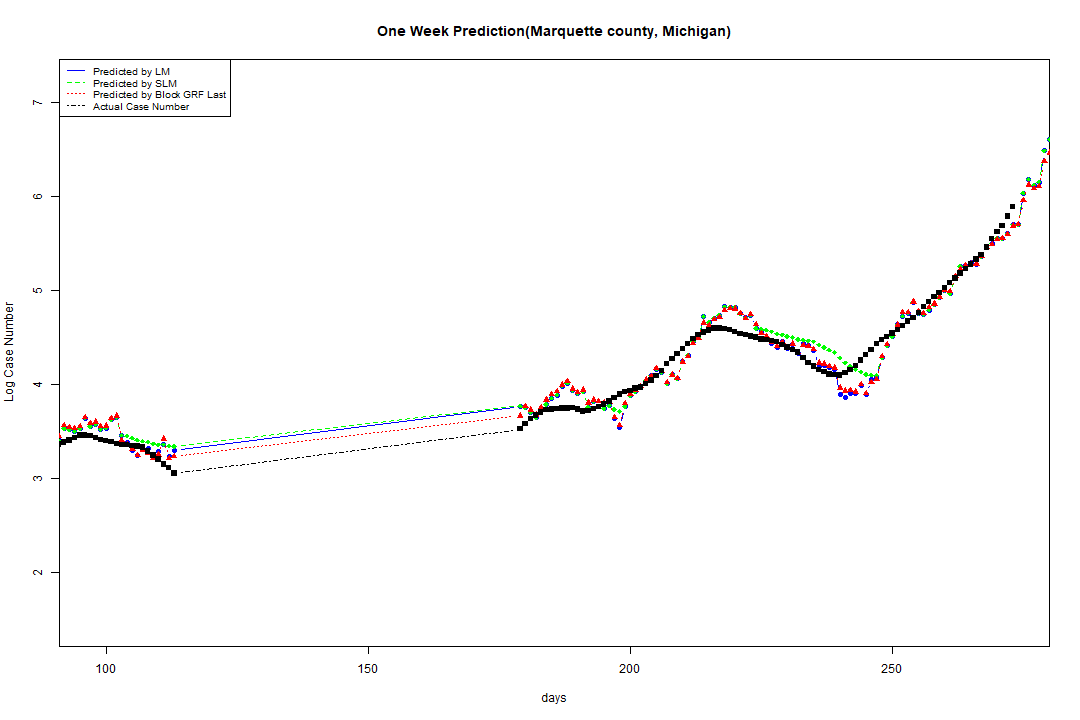 One Week Prediction(Marquette county, Michigan)
Predicted by LM
Predicted by SLM
Predicted by Block GRF Last
Actual Case Number
Log Case Number
7
6
5
4
3
2
100
150
200
250
days